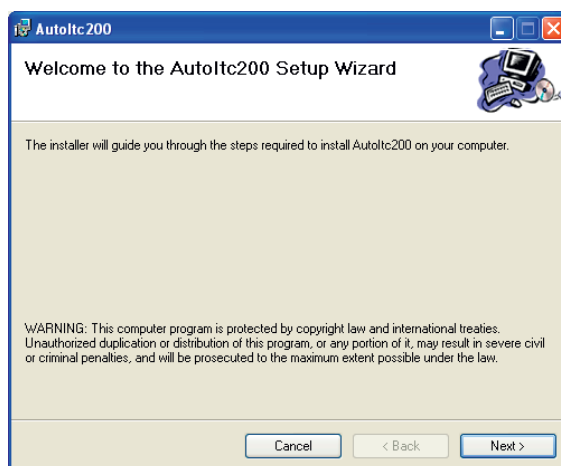 AutoItc200
Welcome to the AutoItc200 Setup Wizard
The installer will guide you through the steps required to install AutoItc200 on your computer.
WARNING: This computer program is protected by copyright law and international treaties.
Unauthorized duplication or distribution of this program, or any portion of it, may result in severe civil
or criminal penalties, and will be prosecuted to the maximum extent possible under the law.
Cancel
< Back
Next >